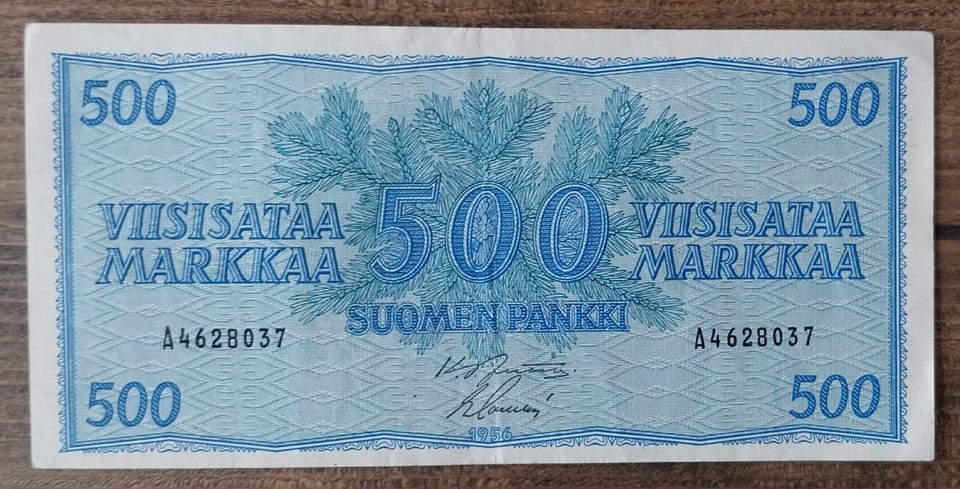 500 500
VIISISATAA MARKKAA
500
VIISISATAA MARKKAA
SUOMEN PANKKI
A4628037 A4628037
500 500
1956